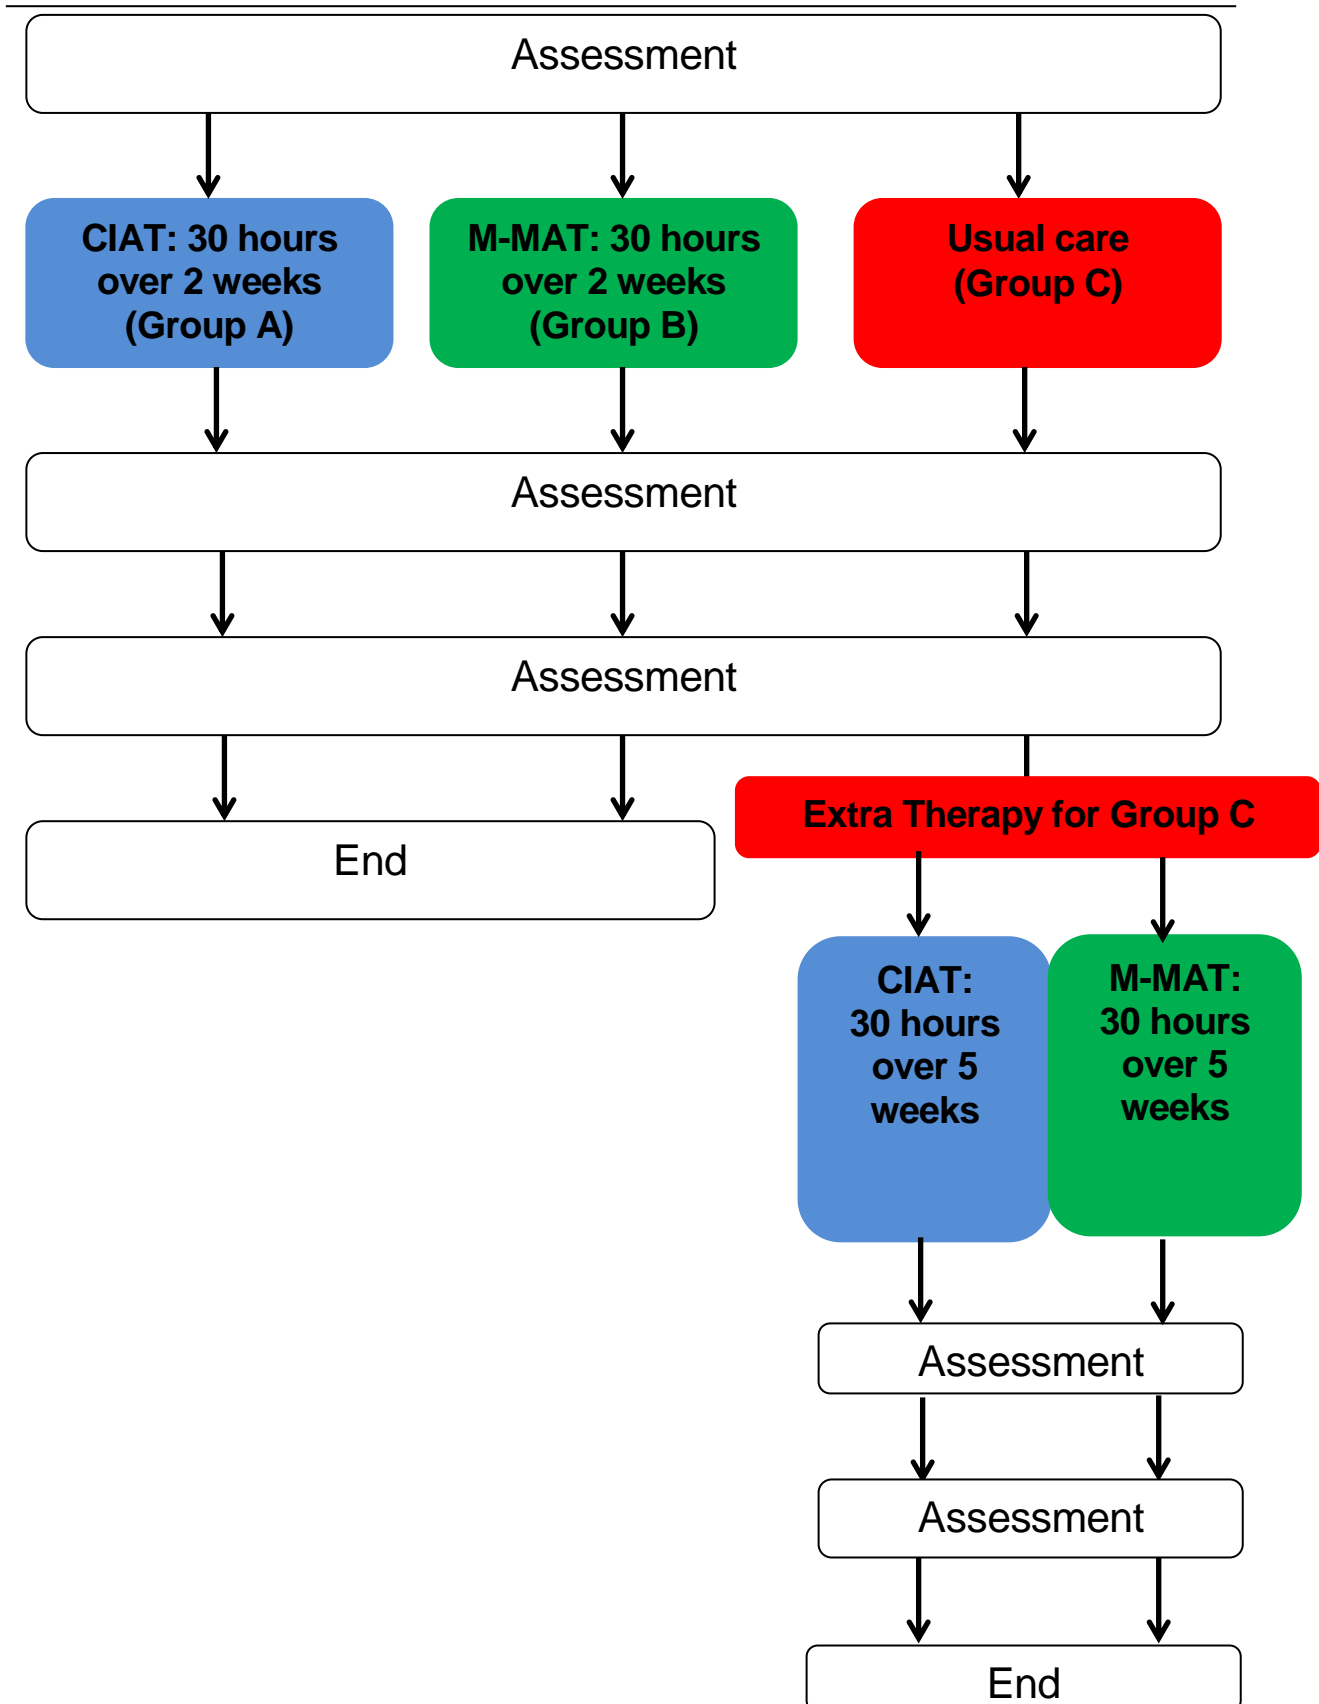 Assessment
CIAT: 30 hours
over 2 weeks
(Group A)
M-MAT: 30 hours
over 2 weeks
(Group B)
Usual care
(Group C)
Assessment
Assessment
End
Extra Therapy for Group C
CIAT:
30 hours
over 5
weeks
M-MAT:
30 hours
over 5
weeks
Assessment
Assessment
End